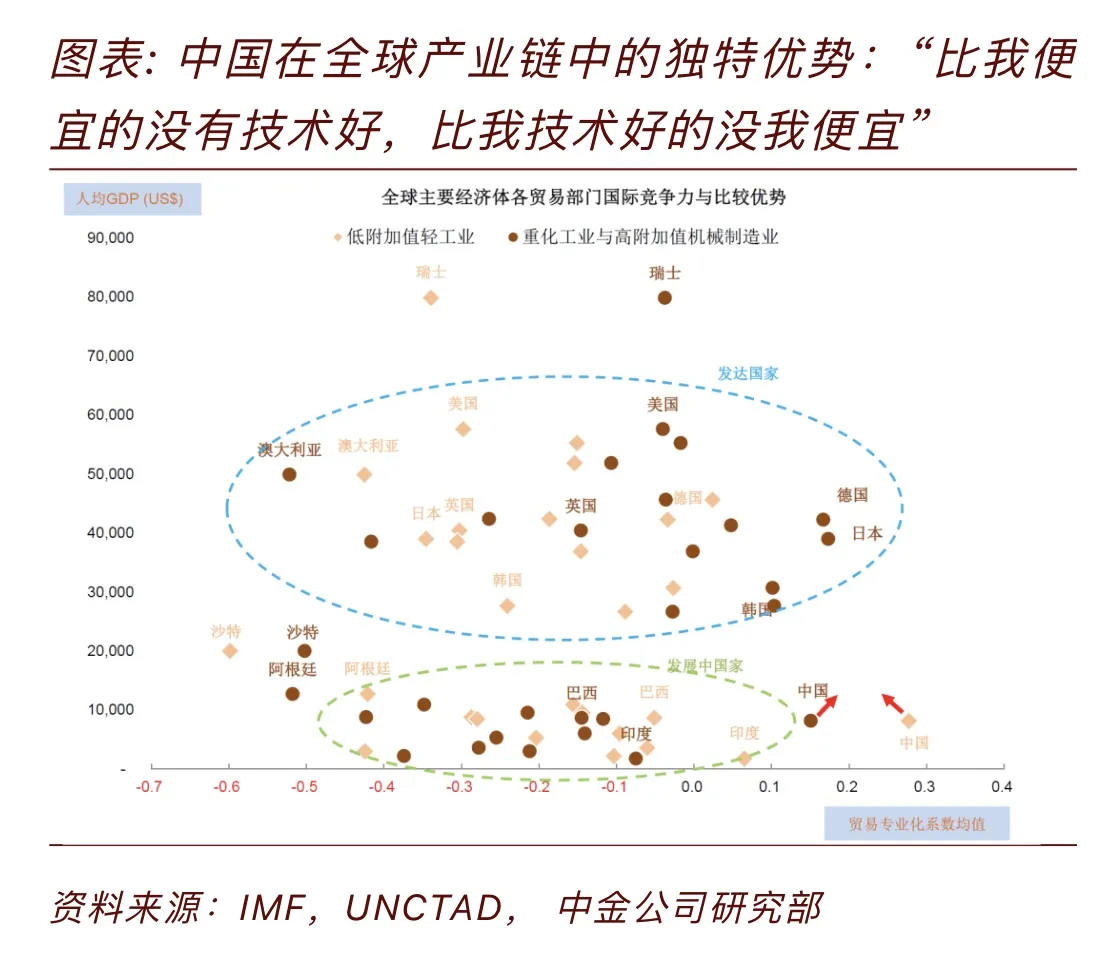 图表: 中国在全球产业链中的独特优势：“比我便
宜的没有技术好，比我技术好的没我便宜”
人均GDP (US$)
全球主要经济体各贸易部门国际竞争力与比较优势
低附加值轻工业
重化工业与高附加值机械制造业
90,000
瑞士
瑞士
80,000
70,000
发达国家
60,000
美国
美国
澳大利亚
澳大利亚
50,000
德国
德国
日本
英国
英国
日本
40,000
韩国
30,000
韩国
沙特
沙特
20,000
阿根廷
阿根廷
发展中国家
巴西
巴西
中国
10,000
印度
印度
中国
-
-0.7
-0.6
-0.5
-0.4
-0.3
-0.2
-0.1
0.0
0.1
0.2
0.3
0.4
贸易专业化系数均值
资料来源：IMF，UNCTAD， 中金公司研究部